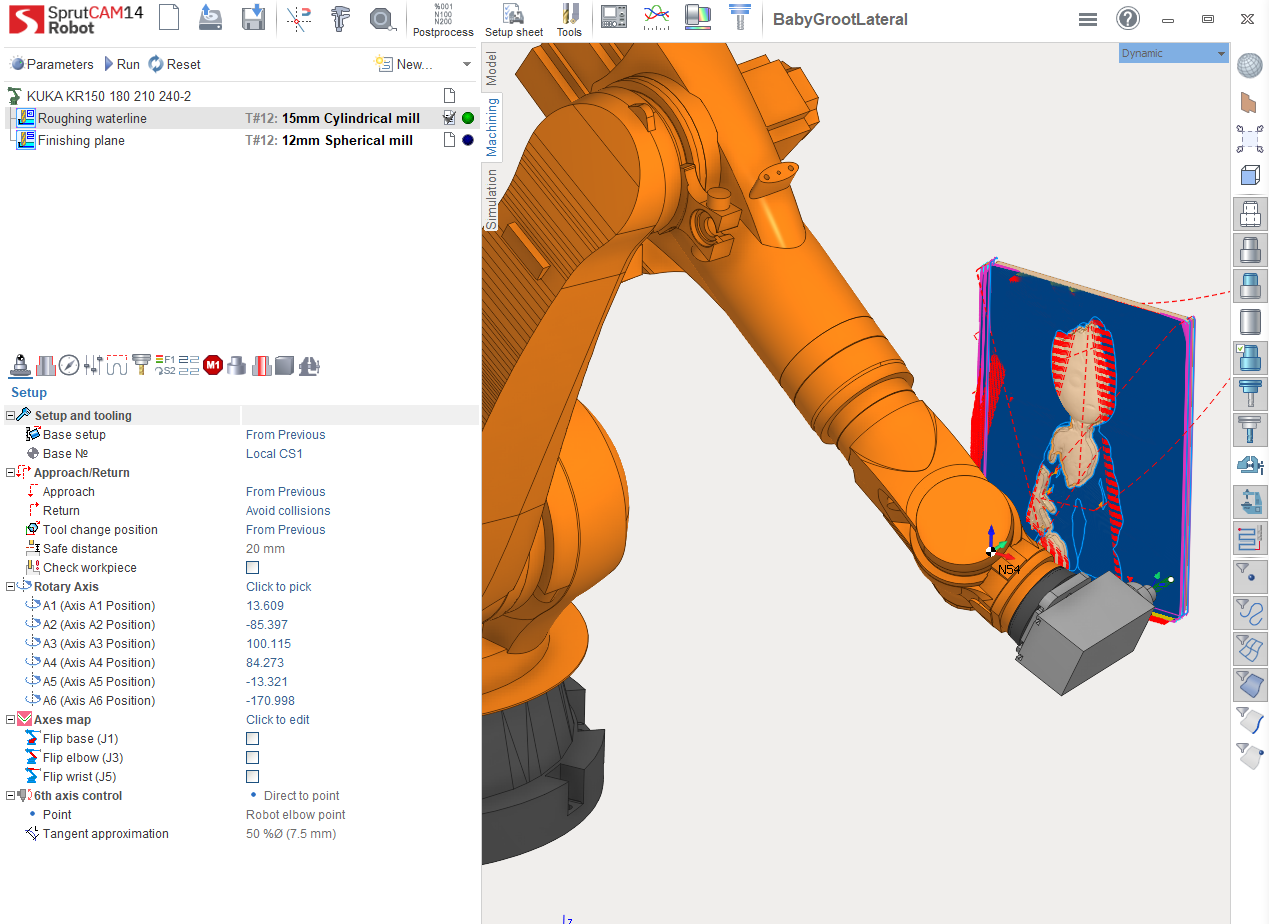 SprutCAM14
Robot
%001
N10
N100
Postprocess
Setup sheet
Tools
BabyGrootLateral
Parameters
Run
Reset
New...
KUKA KR150 180 210 240-2
Roughing waterline T#12: 15mm Cylindrical mill
Finishing plane T#12: 12mm Spherical mill
Model
Machining
Simulation
Dynamic
F1
S2
M1
Setup
Setup and tooling
Base setup From Previous
Base № Local CS1
Approach/Return
Approach From Previous
Return Avoid collisions
Tool change position From Previous
Safe distance 20 mm
Check workpiece
Rotary Axis Click to pick
A1 (Axis A1 Position) 13.609
A2 (Axis A2 Position) -85.397
A3 (Axis A3 Position) 100.115
A4 (Axis A4 Position) 84.273
A5 (Axis A5 Position) -13.321
A6 (Axis A6 Position) -170.998
Axes map Click to edit
Flip base (J1)
Flip elbow (J3)
Flip wrist (J5)
6th axis control Direct to point
Point Robot elbow point
Tangent approximation 50 %Ø (7.5 mm)
N54
z